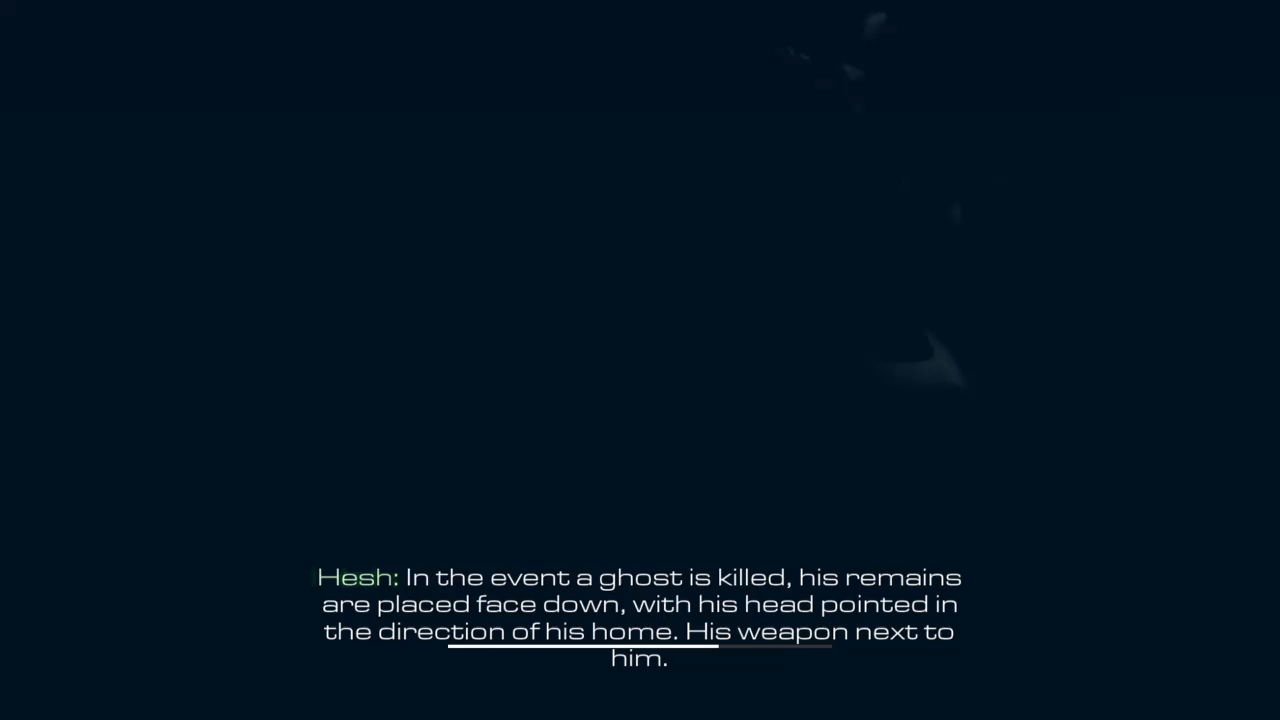 Hesh: In the event a ghost is killed, his remains
are placed face down, with his head pointed in
the direction of his home. His weapon next to
him.